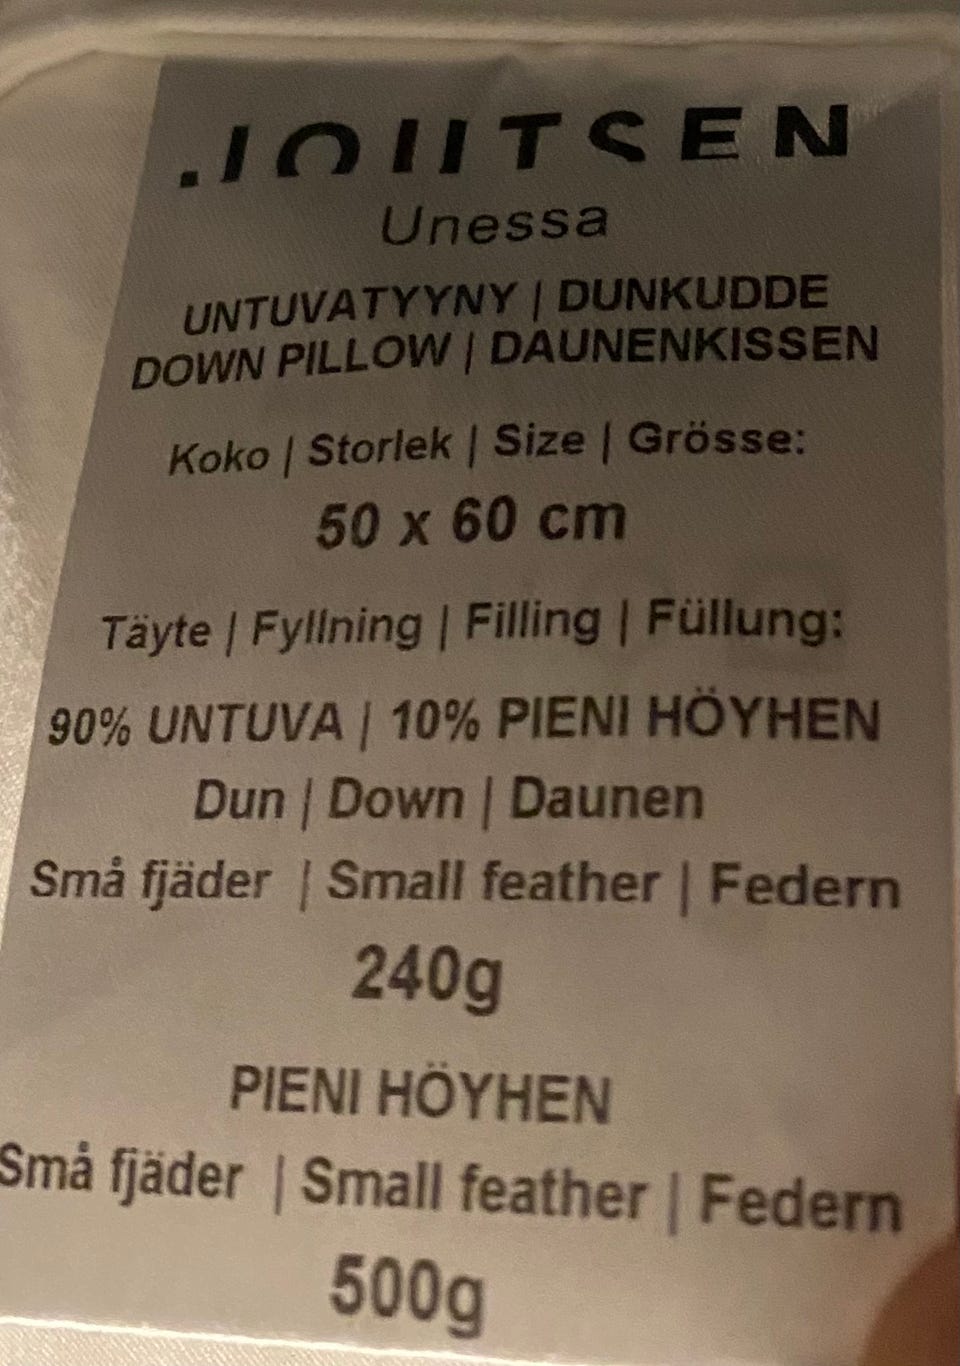 JOUTSEN
Unessa
UNTUVATYYNY | DUNKUDDE
DOWN PILLOW | DAUNENKISSEN
Koko | Storlek | Size | Grösse:
50 x 60 cm
Täyte | Fyllning | Filling | Füllung:
90% UNTUVA | 10% PIENI HÖYHEN
Dun | Down | Daunen
Små fjäder | Small feather | Federn
240g
PIENI HÖYHEN
Små fjäder | Small feather | Federn
500g